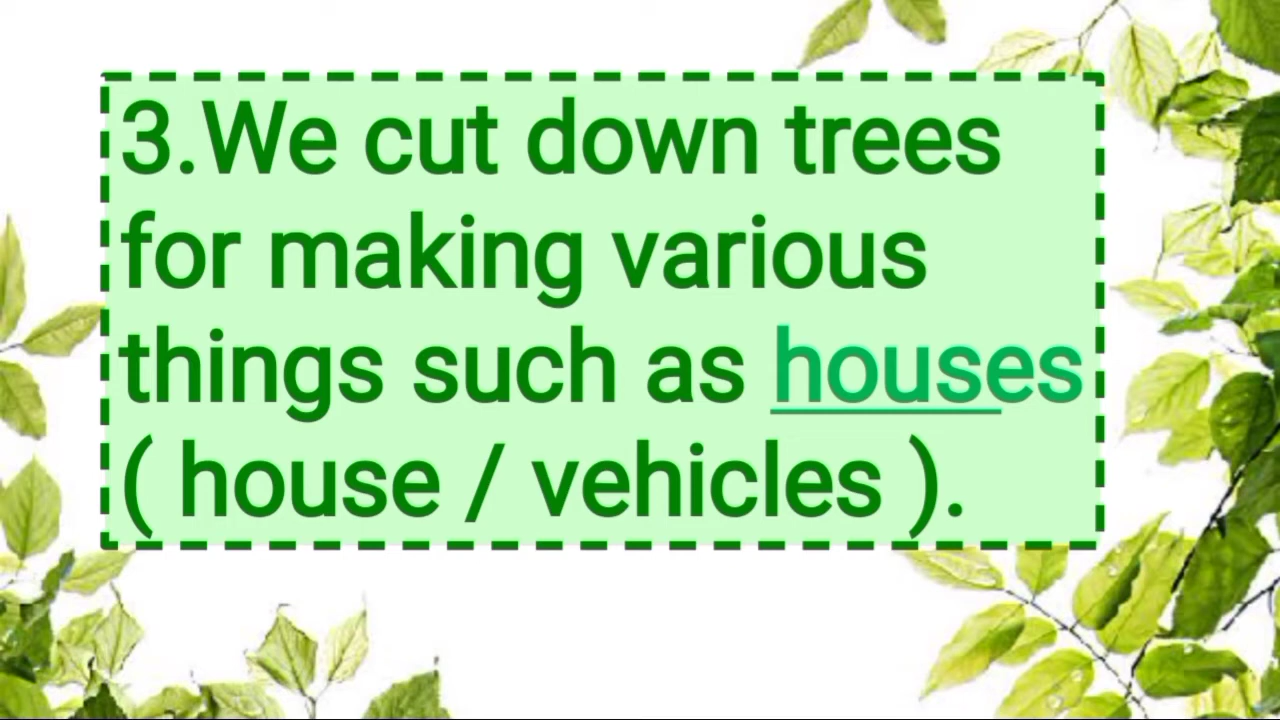 3.We cut down trees
for making various
things such as houses
( house / vehicles ).